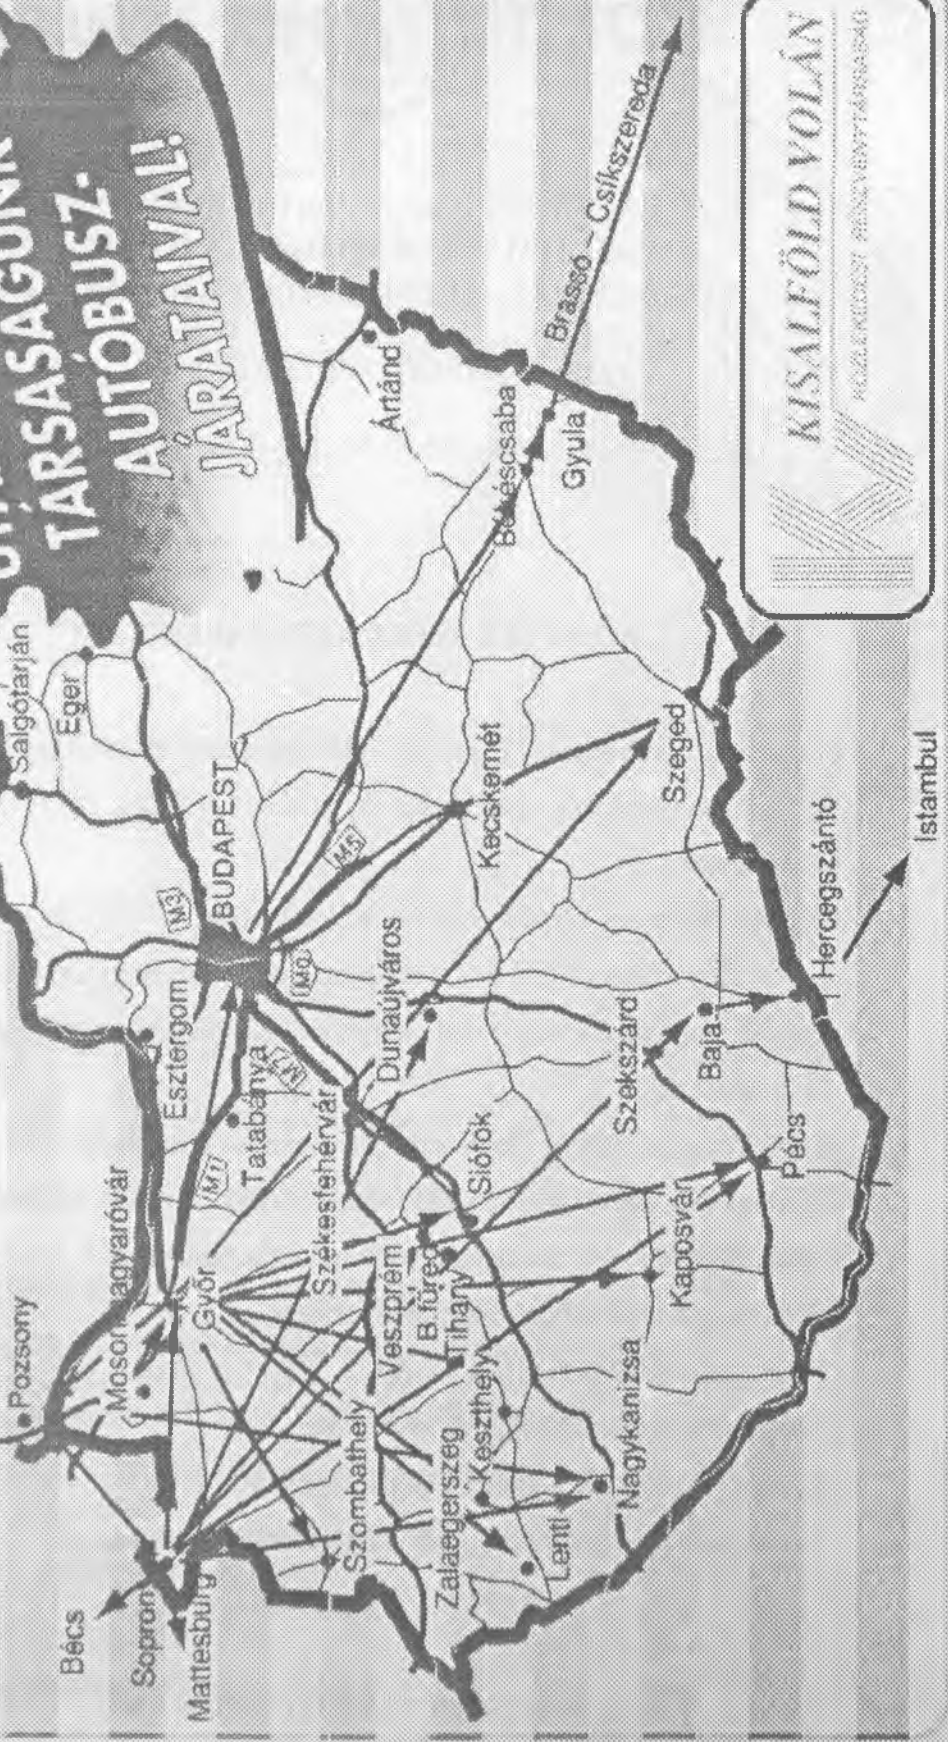 TÁRSASÁGUNK
AUTÓBUSZ-
JÁRATAIVAL!
Pozsony
Bécs
Sopron
Mattesburg
Mosonmagyaróvár
Győr
M1
Esztergom
Tatabánya
BUDAPEST
M3
M0
M5
Salgótarján
Eger
Szombathely
Székesfehérvár
Veszprém
B.füred
Tihany
Siófok
Dunaújváros
Kecskemét
Zalaegerszeg
Keszthely
Lenti
Nagykanizsa
Kaposvár
Pécs
Szekszárd
Baja
Szeged
Hercegszántó
Istambul
Ártánd
Békéscsaba
Gyula
Brassó – Csíkszereda
KISALFÖLD VOLÁN
KÖZLEKEDÉSI RÉSZVÉNYTÁRSASÁG